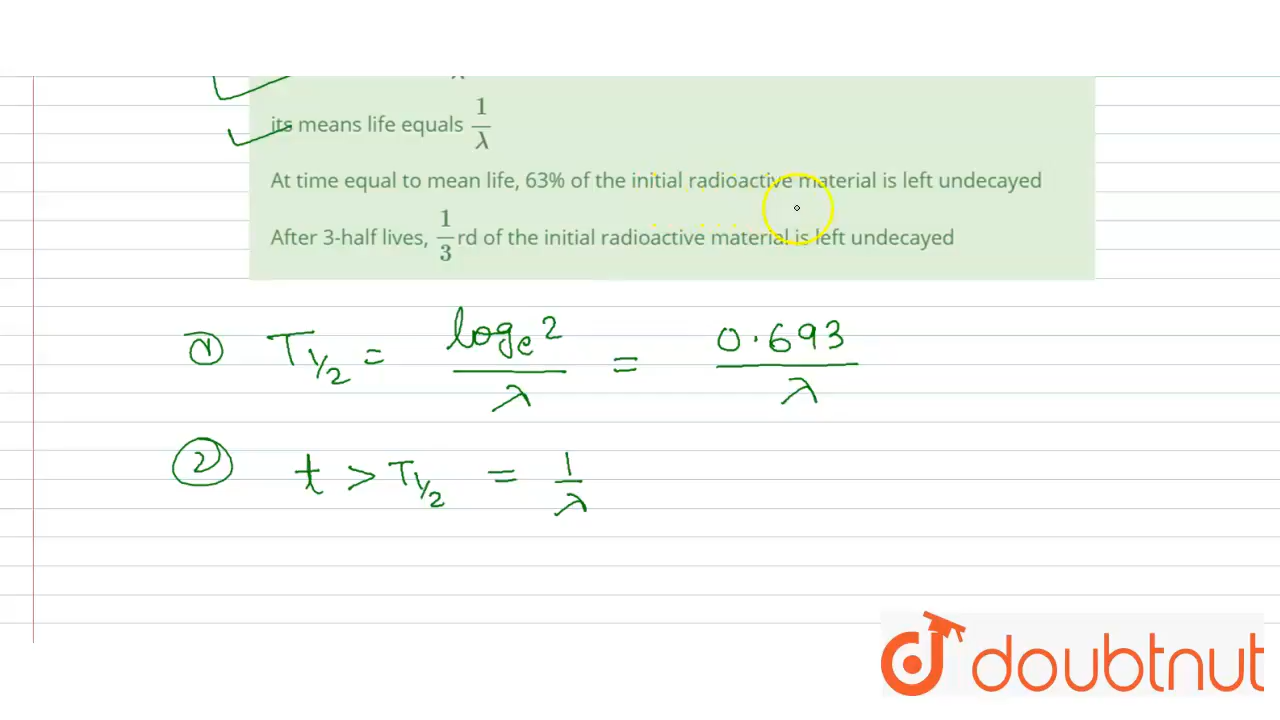 its means life equals 1/λ
At time equal to mean life, 63% of the initial radioactive material is left undecayed
After 3-half lives, 1/3rd of the initial radioactive material is left undecayed
① T1/2 = loge2/λ = 0.693/λ
② t > T1/2 = 1/λ
doubtnut